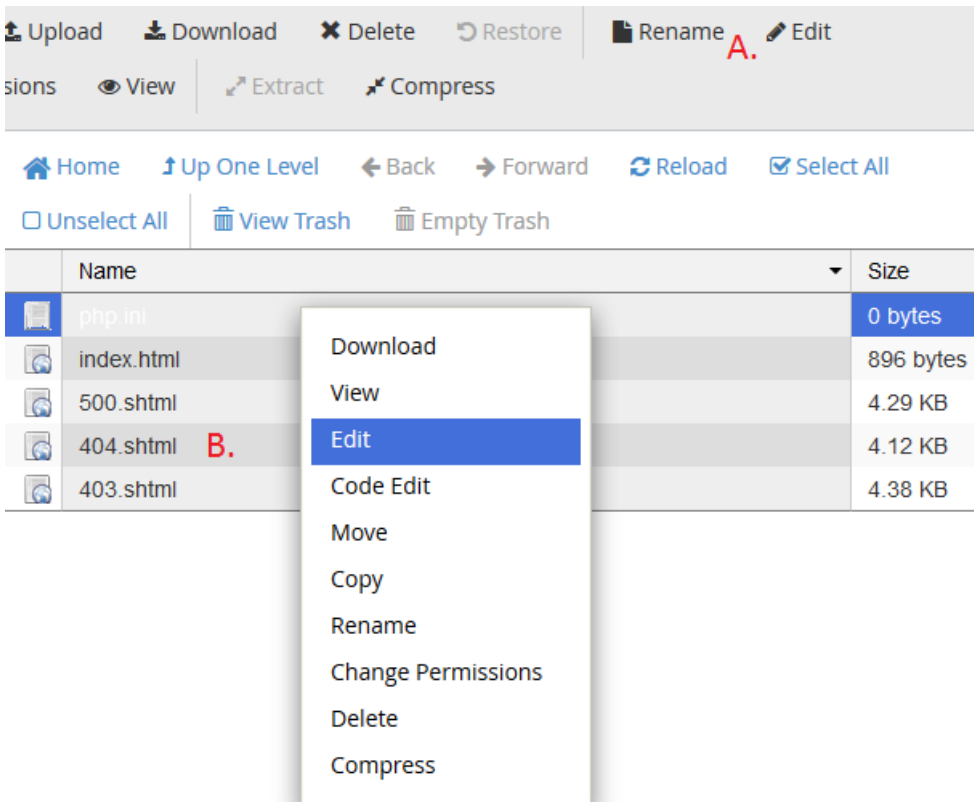 Upload Download Delete Restore Rename A. Edit
sions View Extract Compress
Home Up One Level Back Forward Reload Select All
Unselect All View Trash Empty Trash
Name Size
php.ini 0 bytes
index.html 896 bytes
500.shtml 4.29 KB
404.shtml B. 4.12 KB
403.shtml 4.38 KB
Download
View
Edit
Code Edit
Move
Copy
Rename
Change Permissions
Delete
Compress